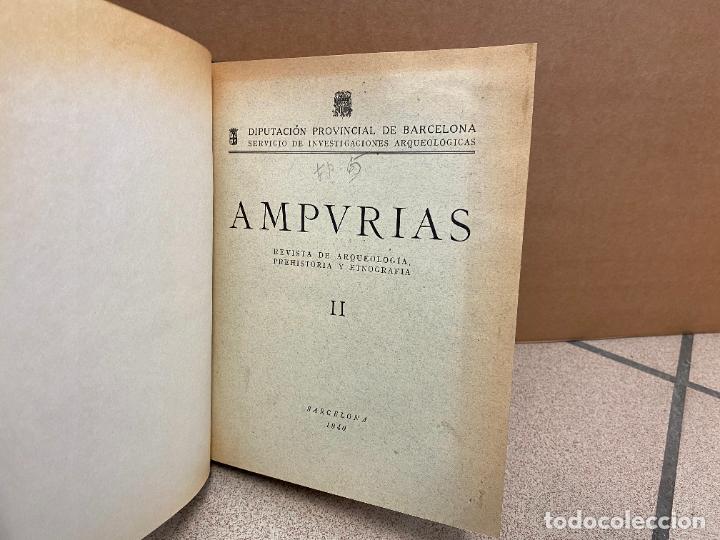 DIPUTACIÓN PROVINCIAL DE BARCELONA
SERVICIO DE INVESTIGACIONES ARQUEOLÓGICAS
AMPVRIAS
REVISTA DE ARQUEOLOGÍA,
PREHISTORIA Y ETNOGRAFÍA
II
BARCELONA
1940
todocoleccion